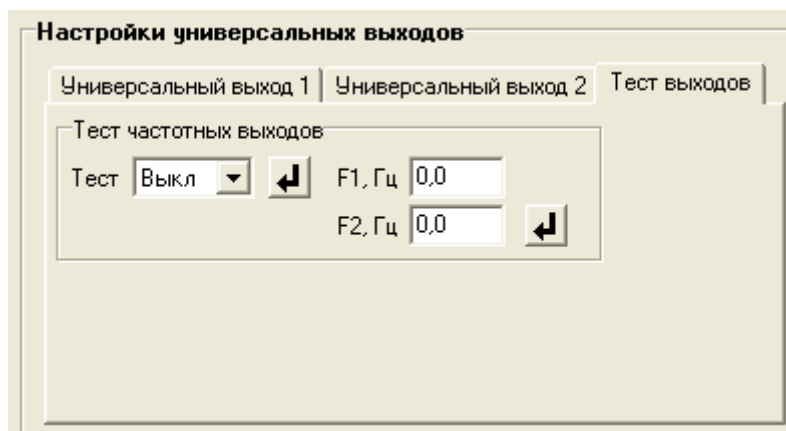 Настройки универсальных выходов
Универсальный выход 1 Универсальный выход 2 Тест выходов
Тест частотных выходов
Тест Выкл F1, Гц 0,0
F2, Гц 0,0